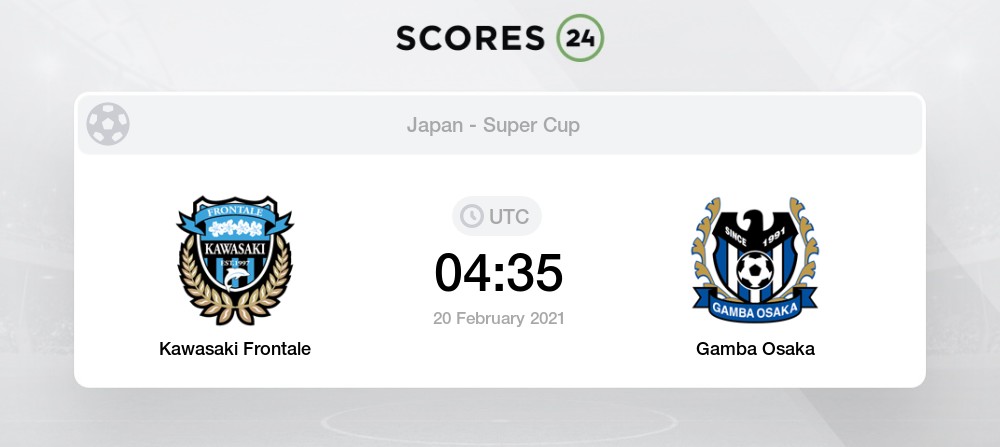 SCORES 24
Japan - Super Cup
FRONTALE
KAWASAKI
EST.1997
UTC
04:35
20 February 2021
SINCE 1991
GAMBA OSAKA
Kawasaki Frontale
Gamba Osaka